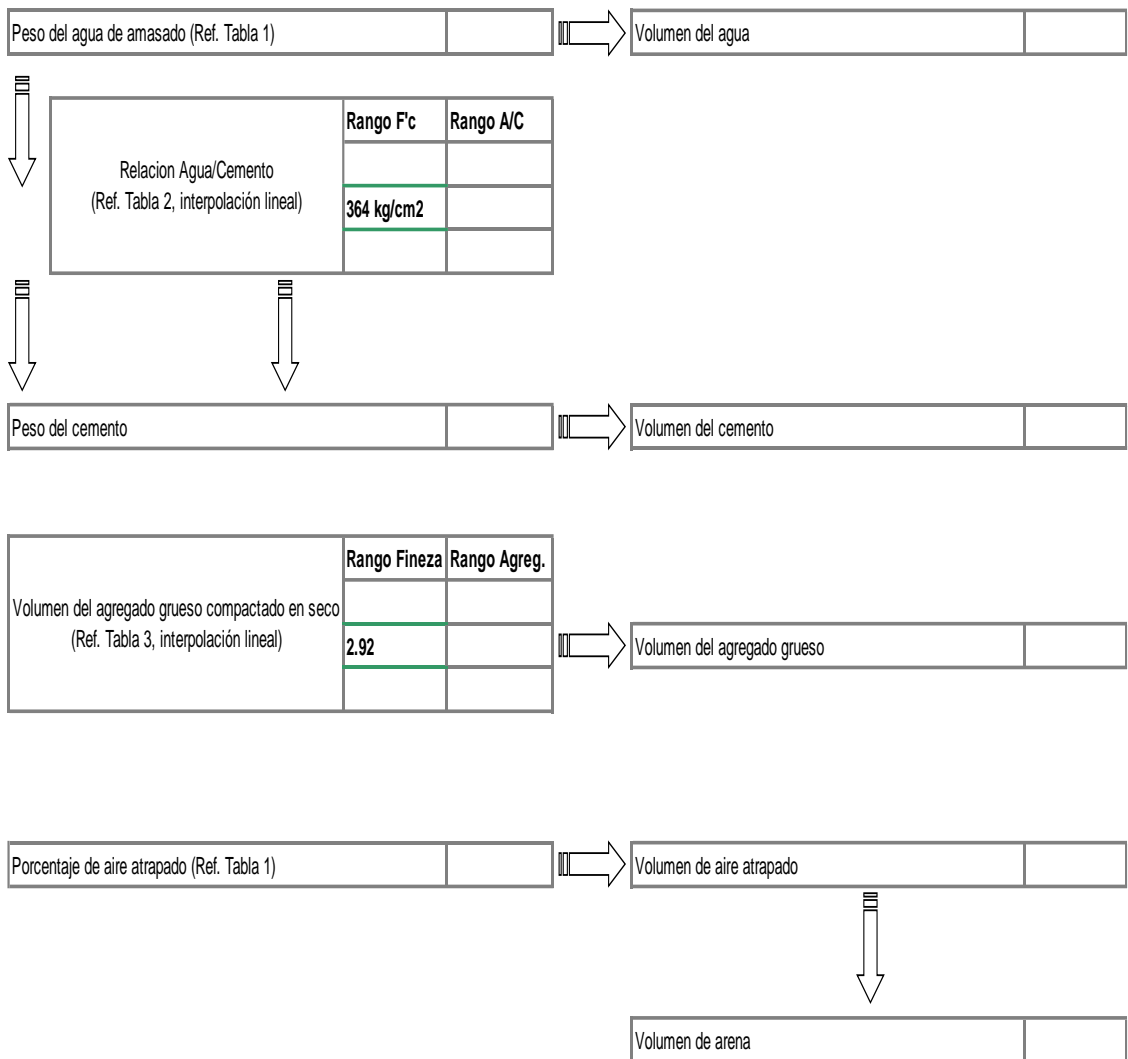 Peso del agua de amasado (Ref. Tabla 1)
Volumen del agua
Relacion Agua/Cemento
(Ref. Tabla 2, interpolación lineal)
Rango F'c
Rango A/C
364 kg/cm2
Peso del cemento
Volumen del cemento
Volumen del agregado grueso compactado en seco
(Ref. Tabla 3, interpolación lineal)
Rango Fineza
Rango Agreg.
2.92
Volumen del agregado grueso
Porcentaje de aire atrapado (Ref. Tabla 1)
Volumen de aire atrapado
Volumen de arena